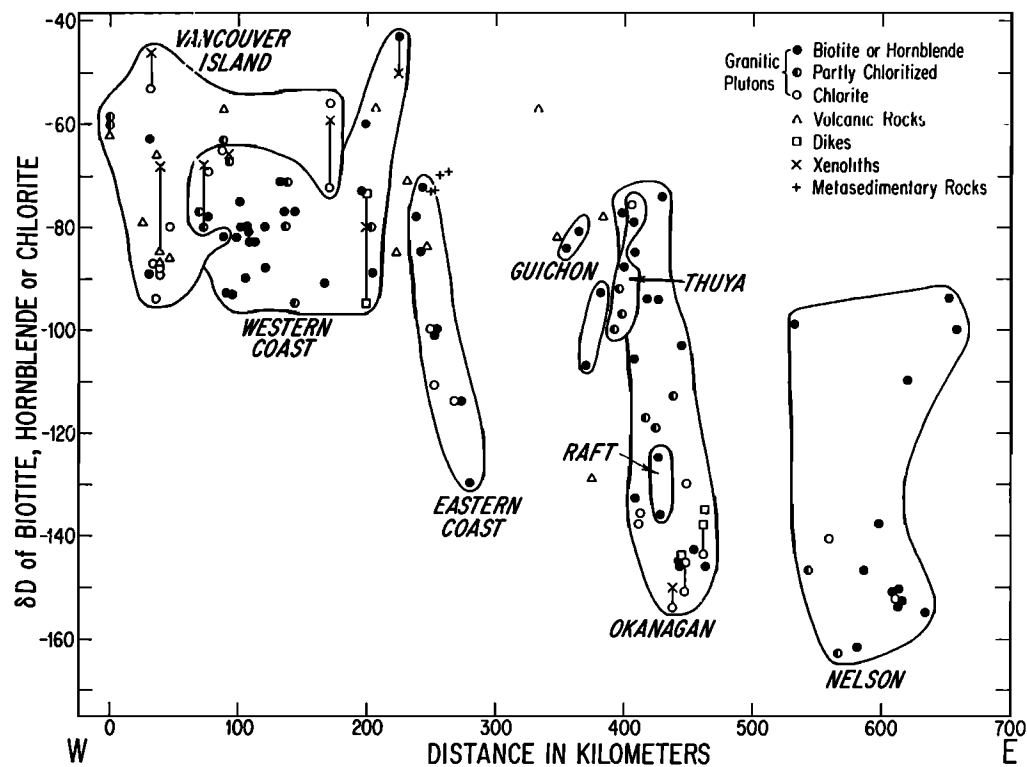 -40
-60
-80
-100
-120
-140
-160
δD of BIOTITE, HORNBLENDE or CHLORITE
VANCOUVER
ISLAND
WESTERN
COAST
EASTERN
COAST
GUICHON
THUYA
RAFT
OKANAGAN
NELSON
Granitic
Plutons
Biotite or Hornblende
Partly Chloritized
Chlorite
Volcanic Rocks
Dikes
Xenoliths
Metasedimentary Rocks
0 100 200 300 400 500 600 700
W DISTANCE IN KILOMETERS E